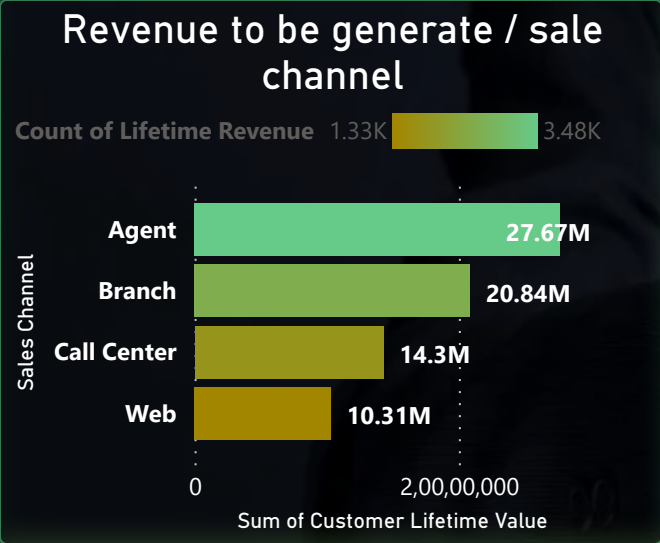 Revenue to be generate / sale
channel
Count of Lifetime Revenue 1.33K 3.48K
Agent 27.67M
Branch 20.84M
Call Center 14.3M
Web 10.31M
Sales Channel
0 2,00,00,000
Sum of Customer Lifetime Value